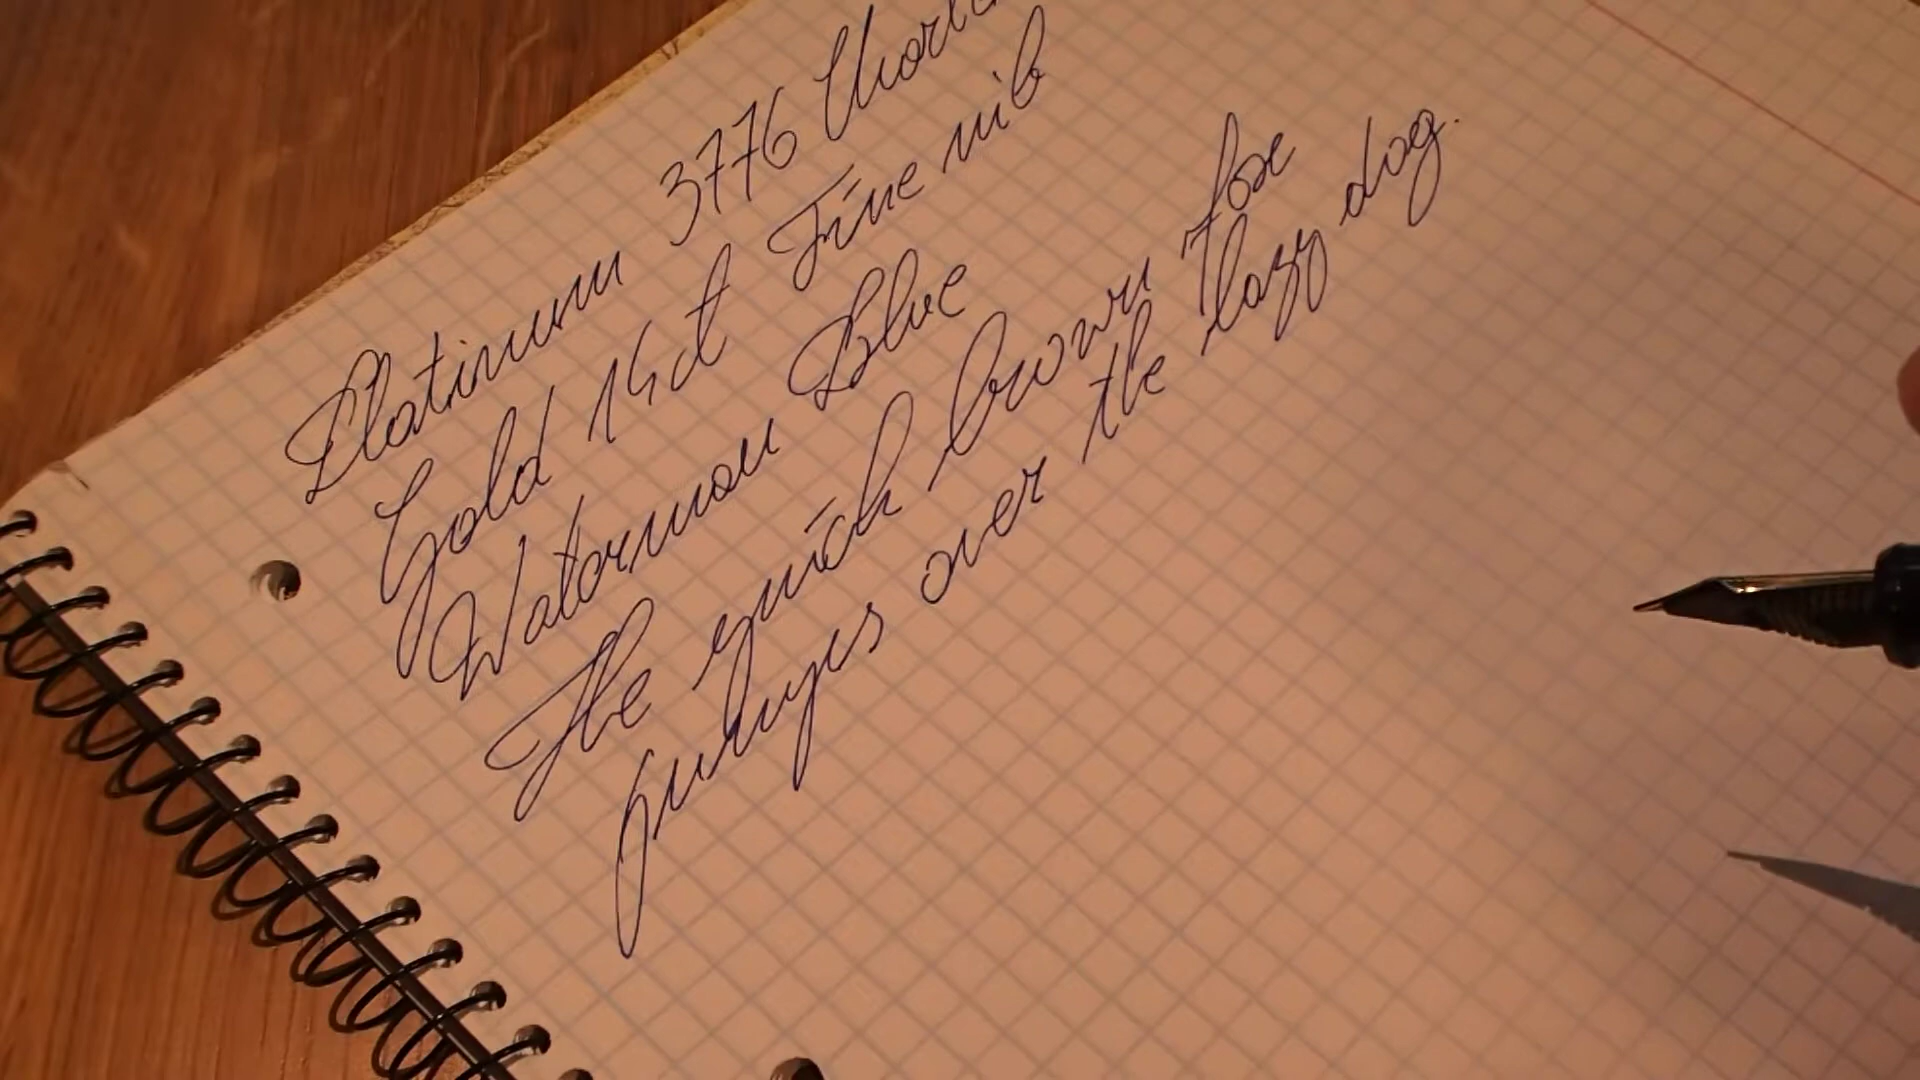 Platinum 3776
Gold 14ct Fine nib
Waterman Blue
The quick brown fox
jumps over the lazy dog.